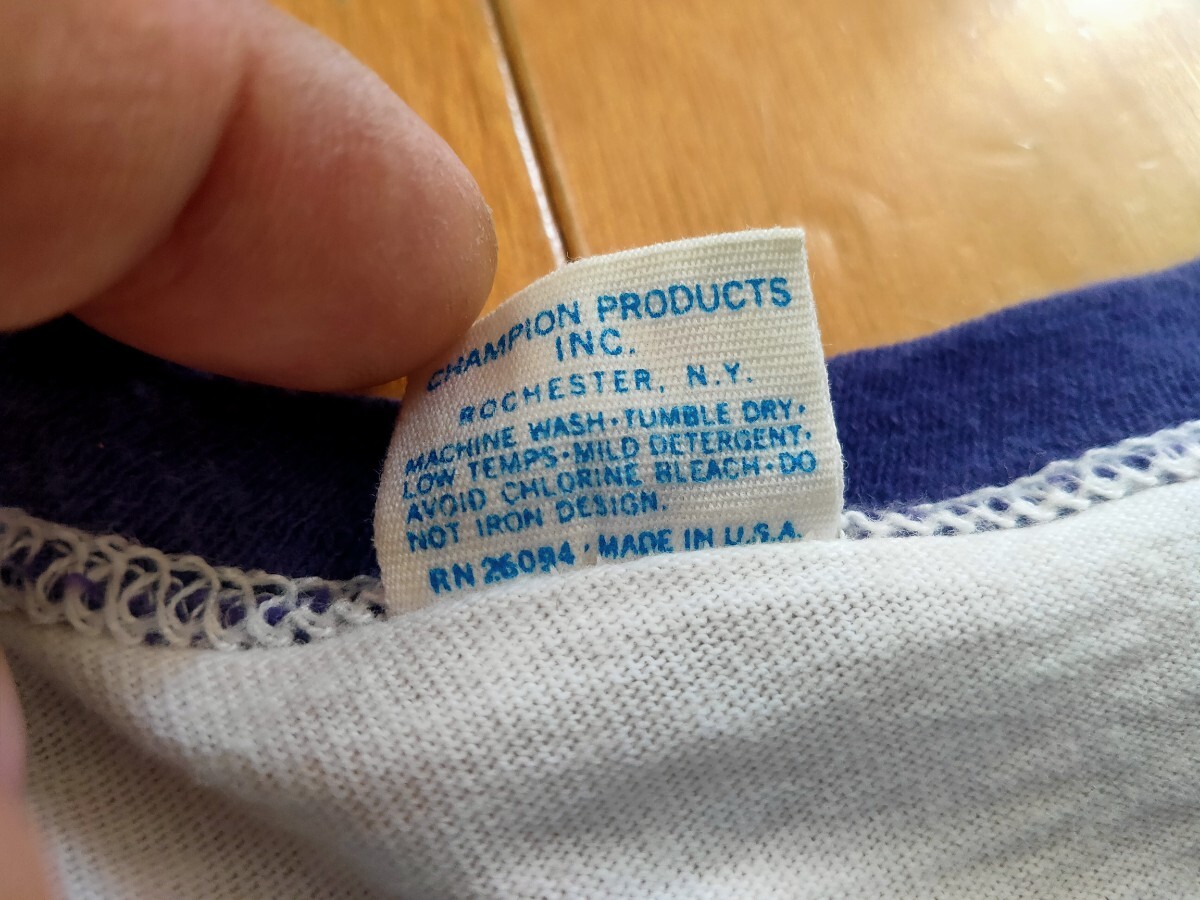 CHAMPION PRODUCTS
INC.
ROCHESTER, N.Y.
MACHINE WASH·TUMBLE DRY·
LOW TEMPS·MILD DETERGENT·
AVOID CHLORINE BLEACH·DO
NOT IRON DESIGN.
RN 26094 · MADE IN U.S.A.